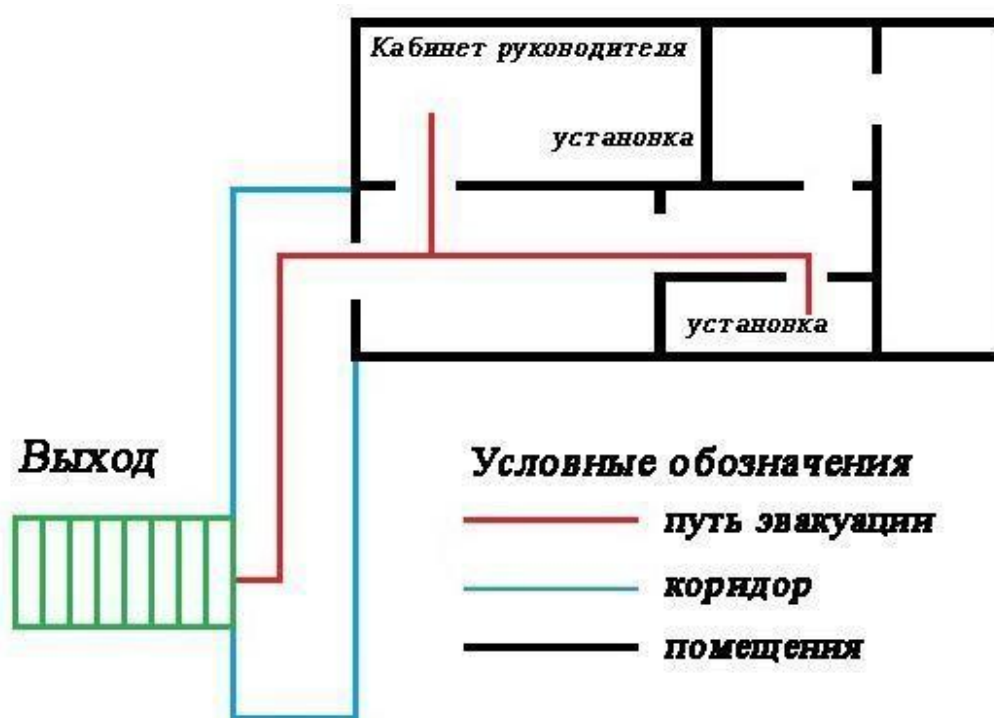 Кабинет руководителя
установка
установка
Выход
Условные обозначения
путь эвакуации
коридор
помещения